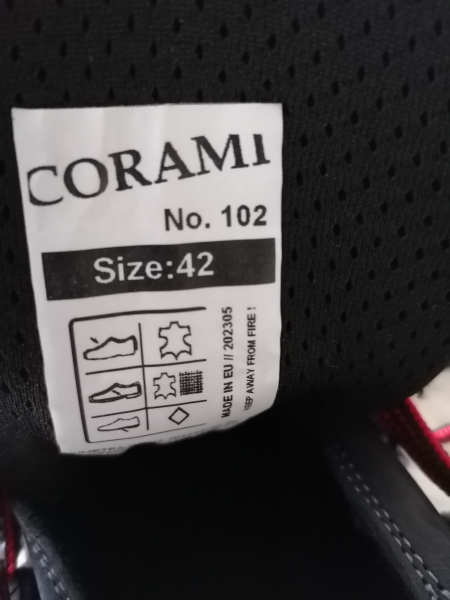 CORAMI
No. 102
Size:42
MADE IN EU // 202305
KEEP AWAY FROM FIRE !